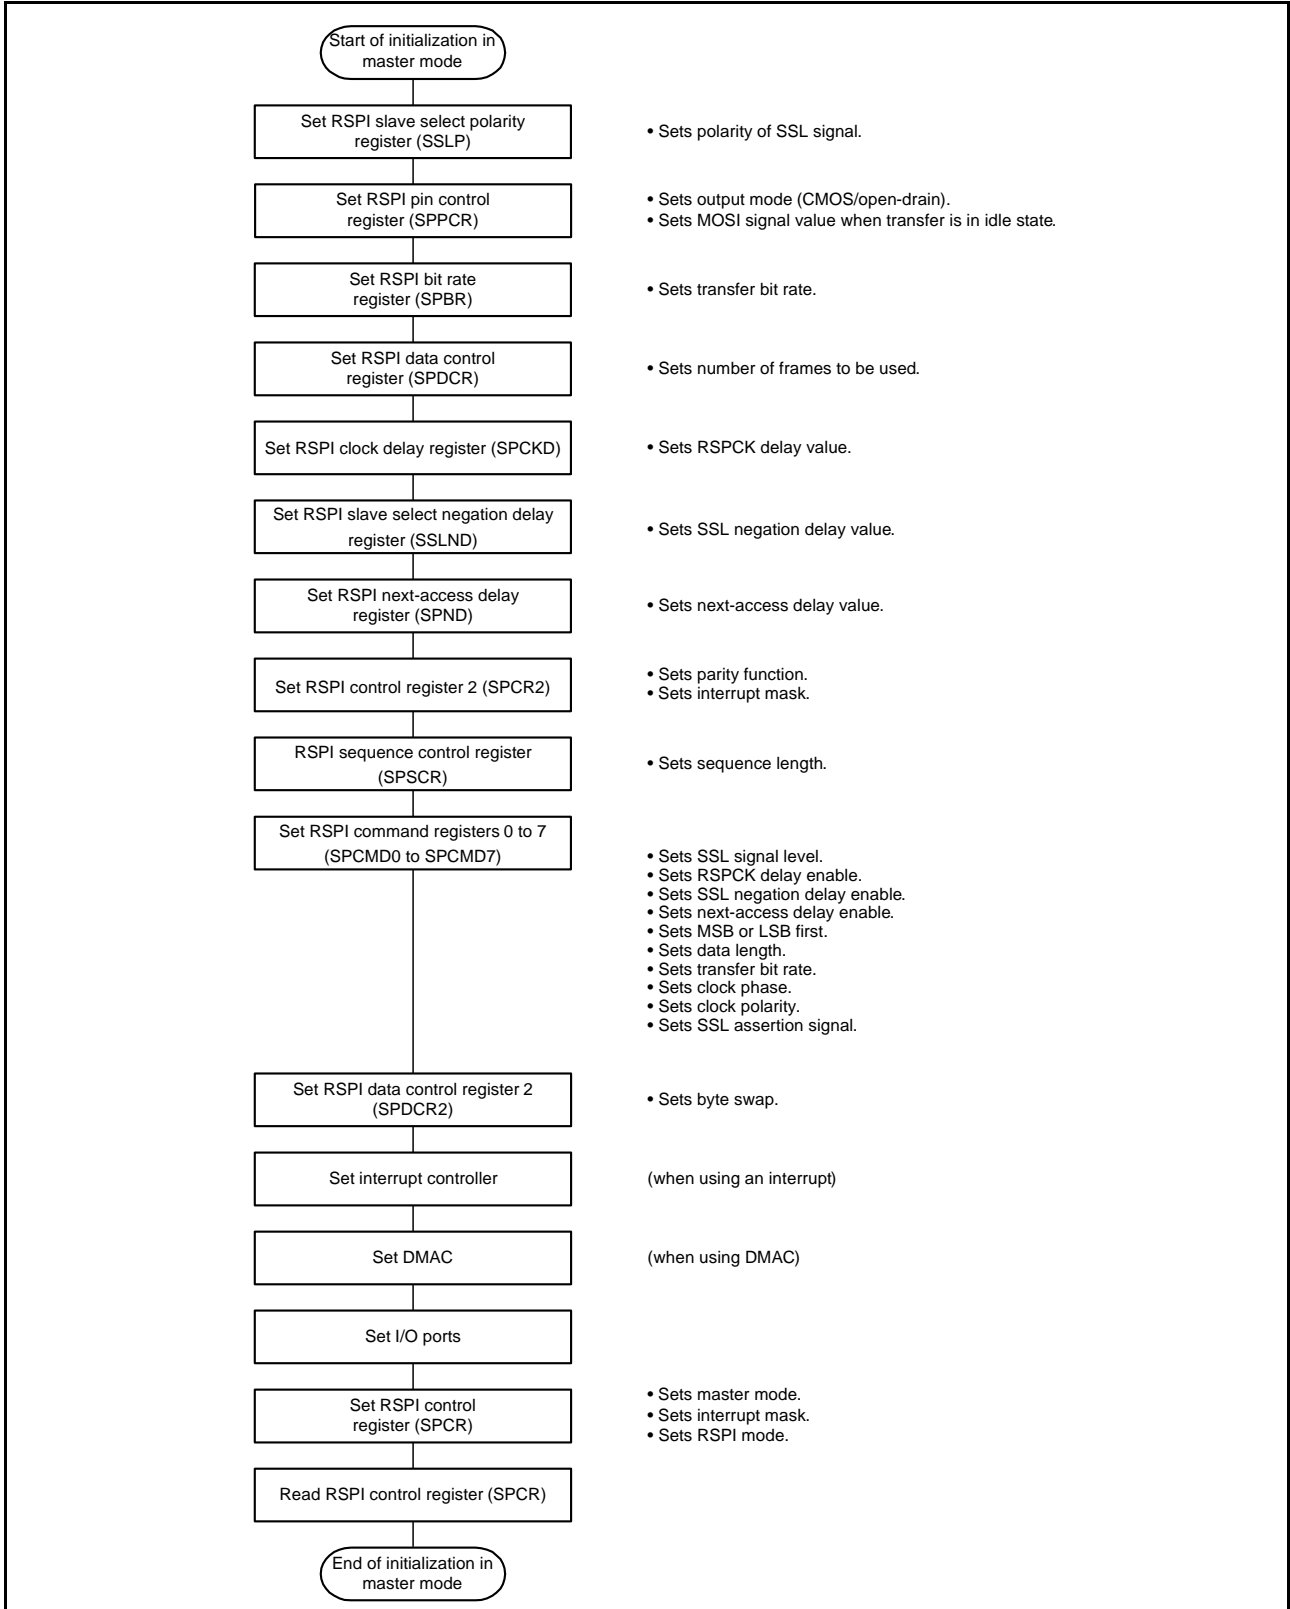 Start of initialization in
master mode
Set RSPI slave select polarity
register (SSLP)
• Sets polarity of SSL signal.
Set RSPI pin control
register (SPPCR)
• Sets output mode (CMOS/open-drain).
• Sets MOSI signal value when transfer is in idle state.
Set RSPI bit rate
register (SPBR)
• Sets transfer bit rate.
Set RSPI data control
register (SPDCR)
• Sets number of frames to be used.
Set RSPI clock delay register (SPCKD)
• Sets RSPCK delay value.
Set RSPI slave select negation delay
register (SSLND)
• Sets SSL negation delay value.
Set RSPI next-access delay
register (SPND)
• Sets next-access delay value.
Set RSPI control register 2 (SPCR2)
• Sets parity function.
• Sets interrupt mask.
RSPI sequence control register
(SPSCR)
• Sets sequence length.
Set RSPI command registers 0 to 7
(SPCMD0 to SPCMD7)
• Sets SSL signal level.
• Sets RSPCK delay enable.
• Sets SSL negation delay enable.
• Sets next-access delay enable.
• Sets MSB or LSB first.
• Sets data length.
• Sets transfer bit rate.
• Sets clock phase.
• Sets clock polarity.
• Sets SSL assertion signal.
Set RSPI data control register 2
(SPDCR2)
• Sets byte swap.
Set interrupt controller
(when using an interrupt)
Set DMAC
(when using DMAC)
Set I/O ports
Set RSPI control
register (SPCR)
• Sets master mode.
• Sets interrupt mask.
• Sets RSPI mode.
Read RSPI control register (SPCR)
End of initialization in
master mode